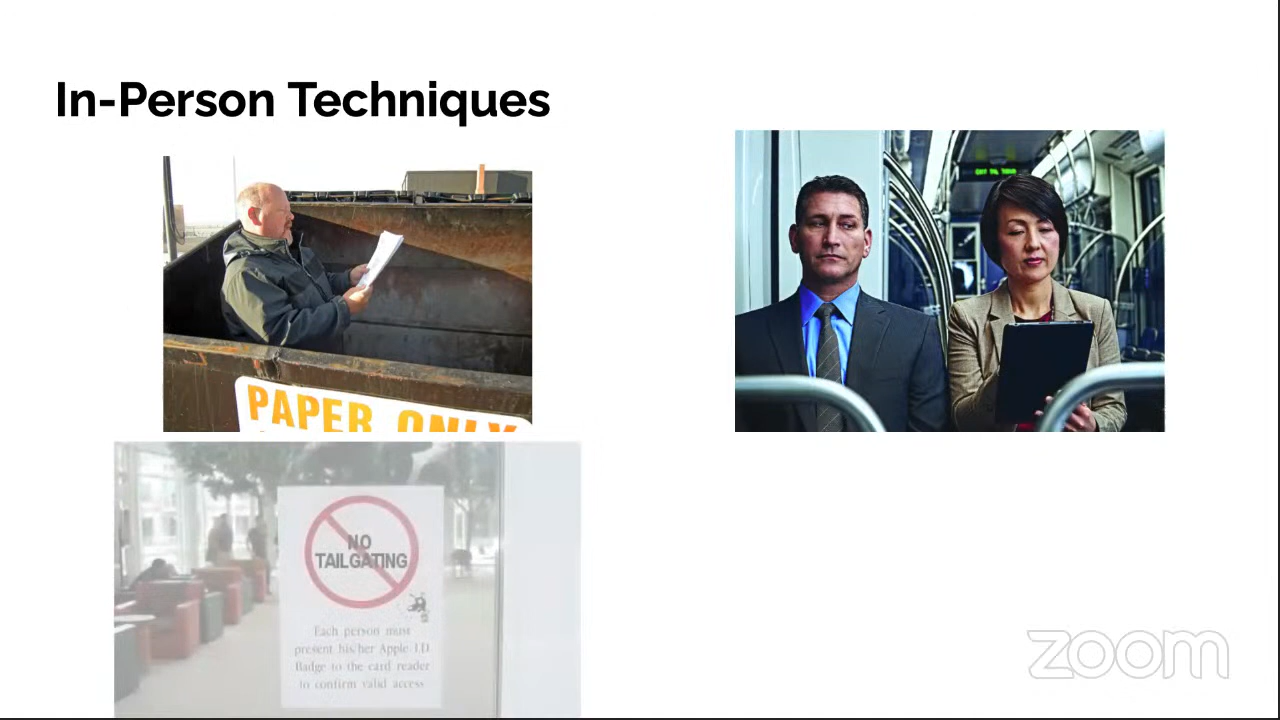 In-Person Techniques
PAPER ONLY
NO
TAILGATING
Each person must
present his/her Apple I.D.
Badge to the card reader
to confirm valid access
zoom